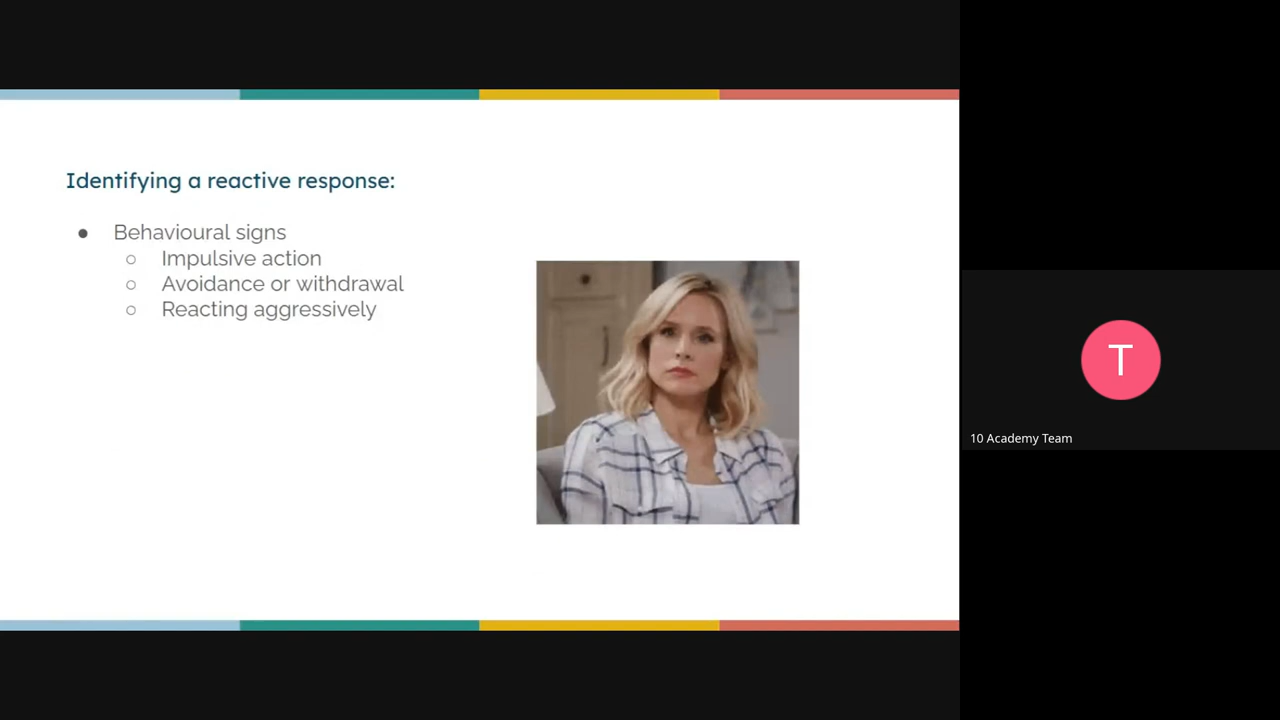 Identifying a reactive response:
● Behavioural signs
○ Impulsive action
○ Avoidance or withdrawal
○ Reacting aggressively
T
10 Academy Team